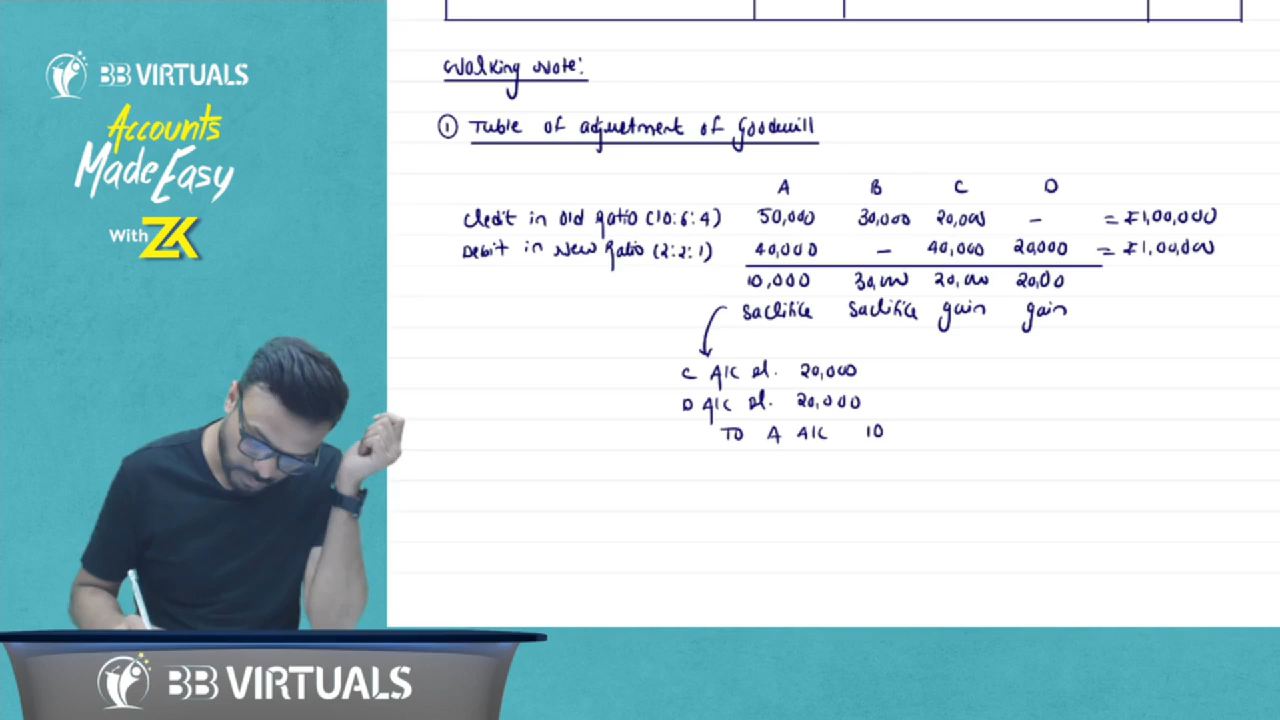 BB VIRTUALS
Accounts
Made Easy
With ZK
Working Note:
① Table of adjustment of Goodwill
A B C D
Credit in Old Ratio (10:6:4) 50,000 30,000 20,000 – = ₹1,00,000
Debit in New Ratio (2:2:1) 40,000 – 40,000 20,000 = ₹1,00,000
10,000 30,000 20,000 20,00
Sacrifice Sacrifice gain gain
C A/C dr. 20,000
D A/C dr. 20,000
TO A A/C 10
BB VIRTUALS